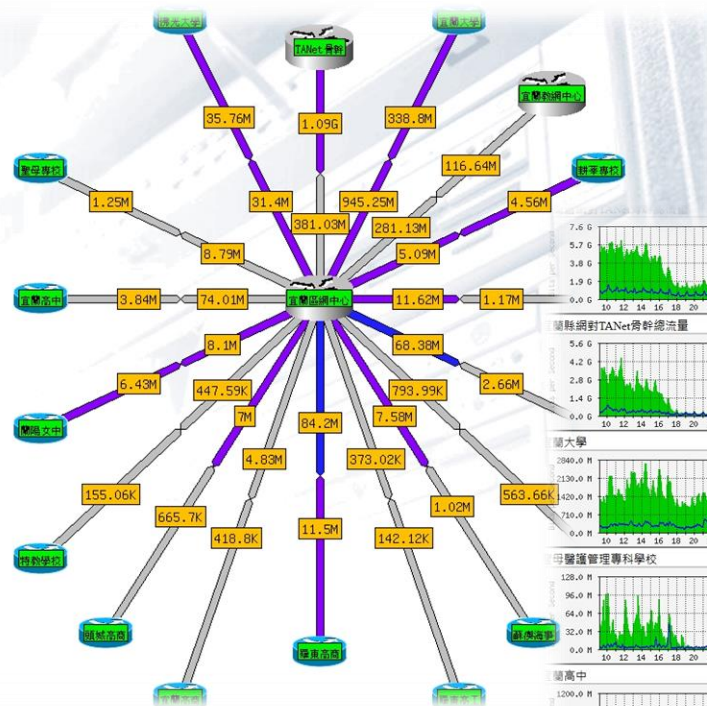 佛光大學
TANet 骨幹
宜蘭大學
宜蘭教網中心
35.76M
1.09G
338.8M
116.64M
聖母專校
耕莘專校
1.25M
31.4M
381.03M
945.25M
281.13M
4.56M
8.79M
5.09M
宜蘭高中
3.84M
74.01M
宜蘭區網中心
11.62M
1.17M
8.1M
68.38M
6.43M
447.59K
793.99K
2.66M
7M
84.2M
7.58M
蘭陽女中
4.83M
373.02K
155.06K
563.66K
665.7K
418.8K
11.5M
142.12K
1.02M
特教學校
頭城高商
羅東高商
蘇澳海事
宜蘭高商
羅東高工
7.6 G
5.7 G
3.8 G
1.9 G
0.0 G
10 12 14 16 18 20
蘭縣網對TANet骨幹總流量
5.6 G
4.2 G
2.8 G
1.4 G
0.0 G
10 12 14 16 18 20
蘭大學
2840.0 M
2130.0 M
1420.0 M
710.0 M
0.0 M
10 12 14 16 18 20
母醫護管理專科學校
128.0 M
96.0 M
64.0 M
32.0 M
0.0 M
10 12 14 16 18 20
蘭高中
1200.0 M